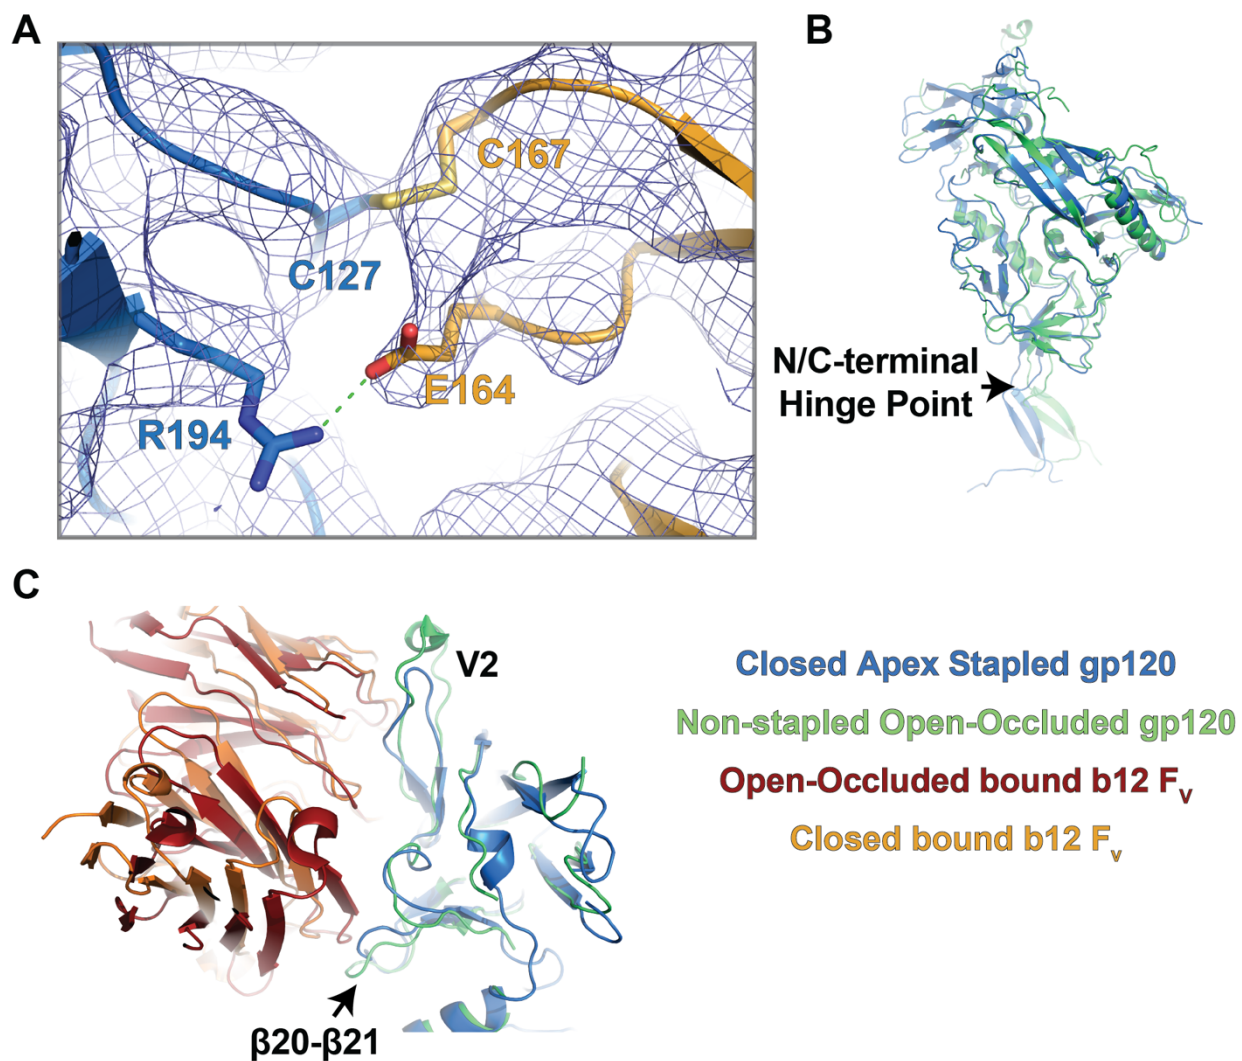 A
B
C167
C127
E164
R194
N/C-terminal
Hinge Point
C
V2
β20-β21
Closed Apex Stapled gp120
Non-stapled Open-Occluded gp120
Open-Occluded bound b12 Fv
Closed bound b12 Fv